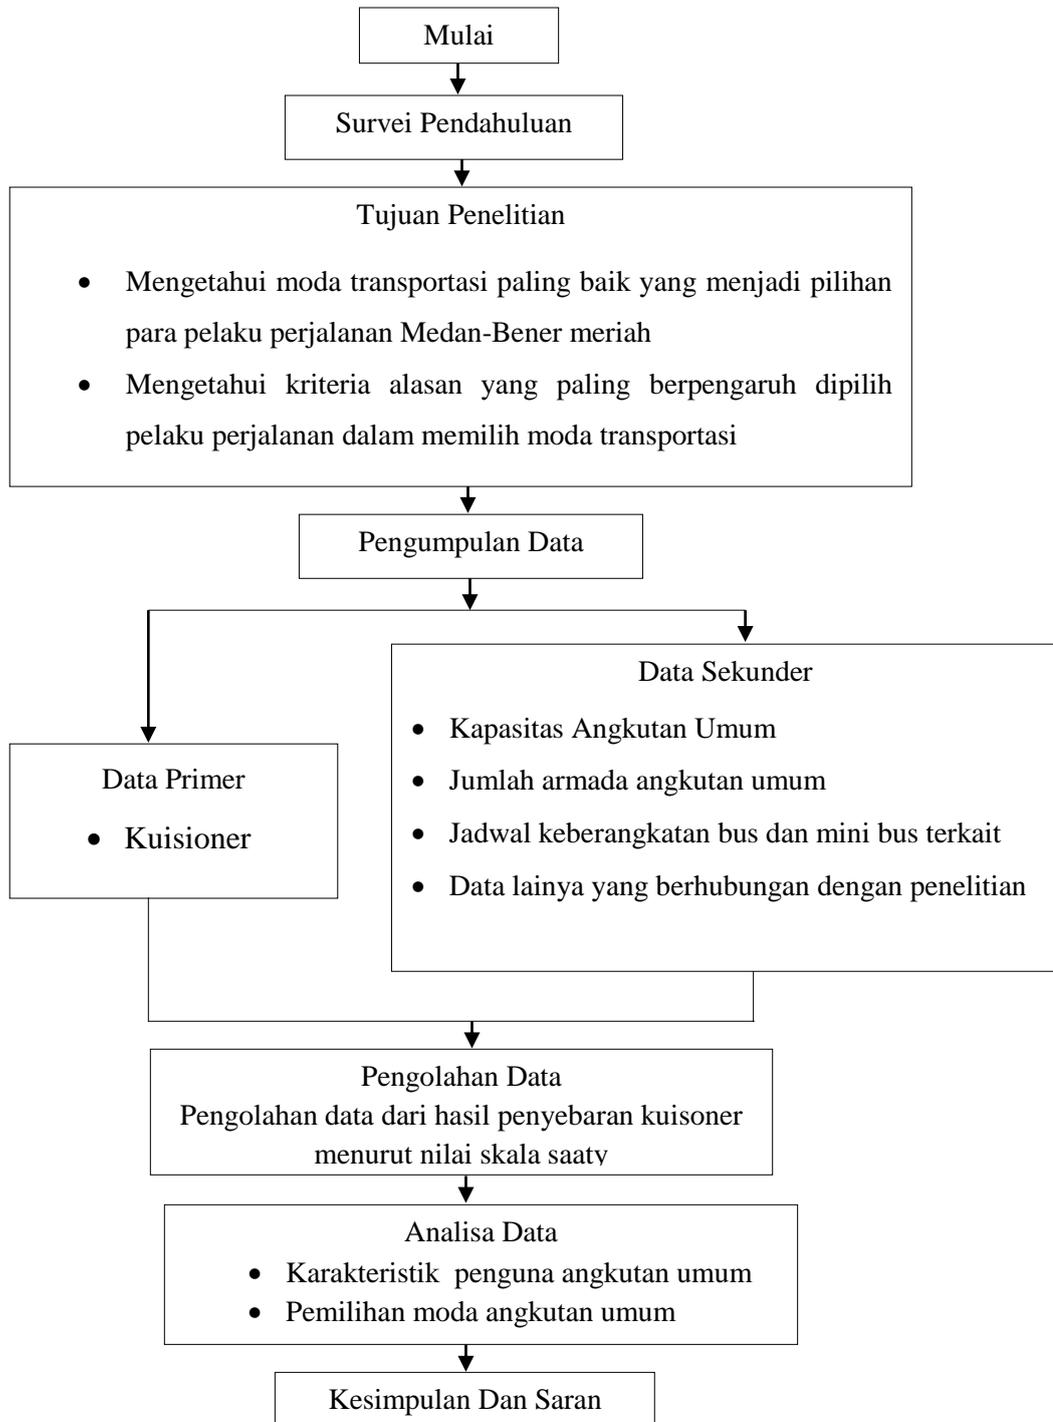 Mulai
Survei Pendahuluan
Tujuan Penelitian
• Mengetahui moda transportasi paling baik yang menjadi pilihan
para pelaku perjalanan Medan-Bener meriah
• Mengetahui kriteria alasan yang paling berpengaruh dipilih
pelaku perjalanan dalam memilih moda transportasi
Pengumpulan Data
Data Primer
• Kuisioner
Data Sekunder
• Kapasitas Angkutan Umum
• Jumlah armada angkutan umum
• Jadwal keberangkatan bus dan mini bus terkait
• Data lainya yang berhubungan dengan penelitian
Pengolahan Data
Pengolahan data dari hasil penyebaran kuisoner
menurut nilai skala saaty
Analisa Data
• Karakteristik penguna angkutan umum
• Pemilihan moda angkutan umum
Kesimpulan Dan Saran